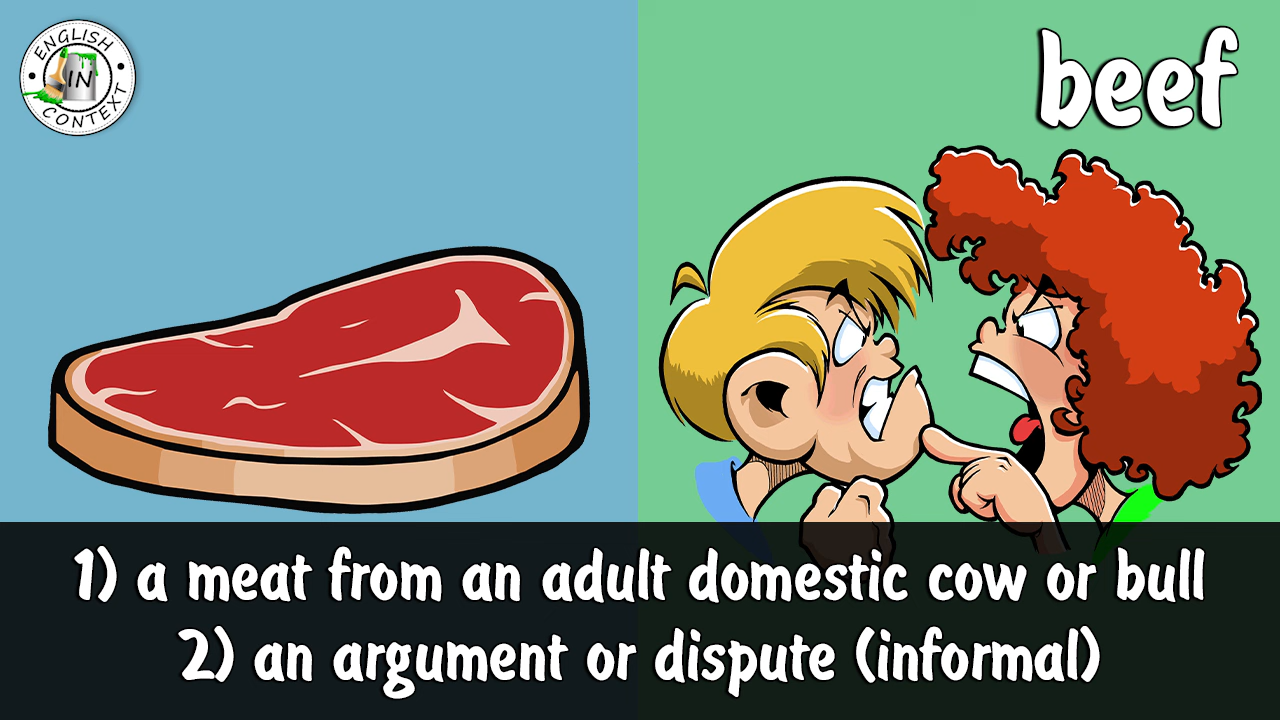 ENGLISH
IN
CONTEXT
beef
1) a meat from an adult domestic cow or bull
2) an argument or dispute (informal)